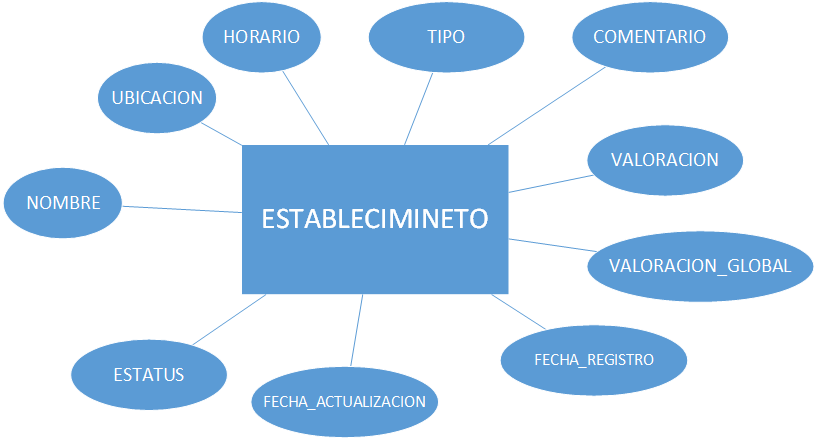 HORARIO
TIPO
COMENTARIO
UBICACION
VALORACION
NOMBRE
ESTABLECIMINETO
VALORACION_GLOBAL
ESTATUS
FECHA_REGISTRO
FECHA_ACTUALIZACION